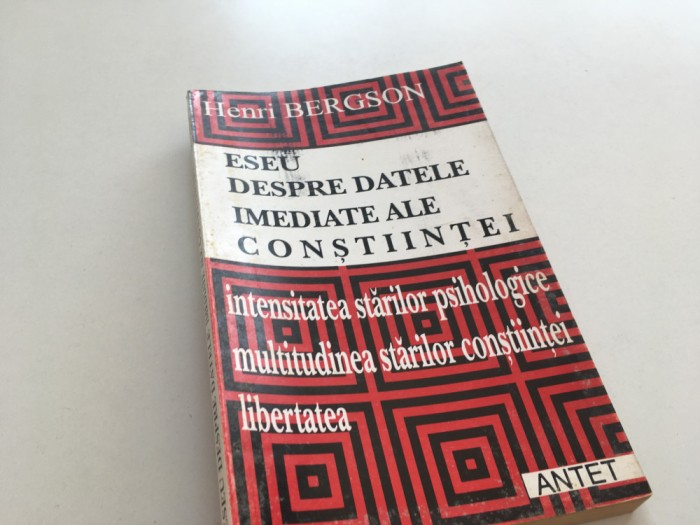 Henri BERGSON
ESEU
DESPRE DATELE
IMEDIATE ALE
CONȘTIINȚEI
intensitatea stărilor psihologice
multitudinea stărilor conștiinței
libertatea
ANTET